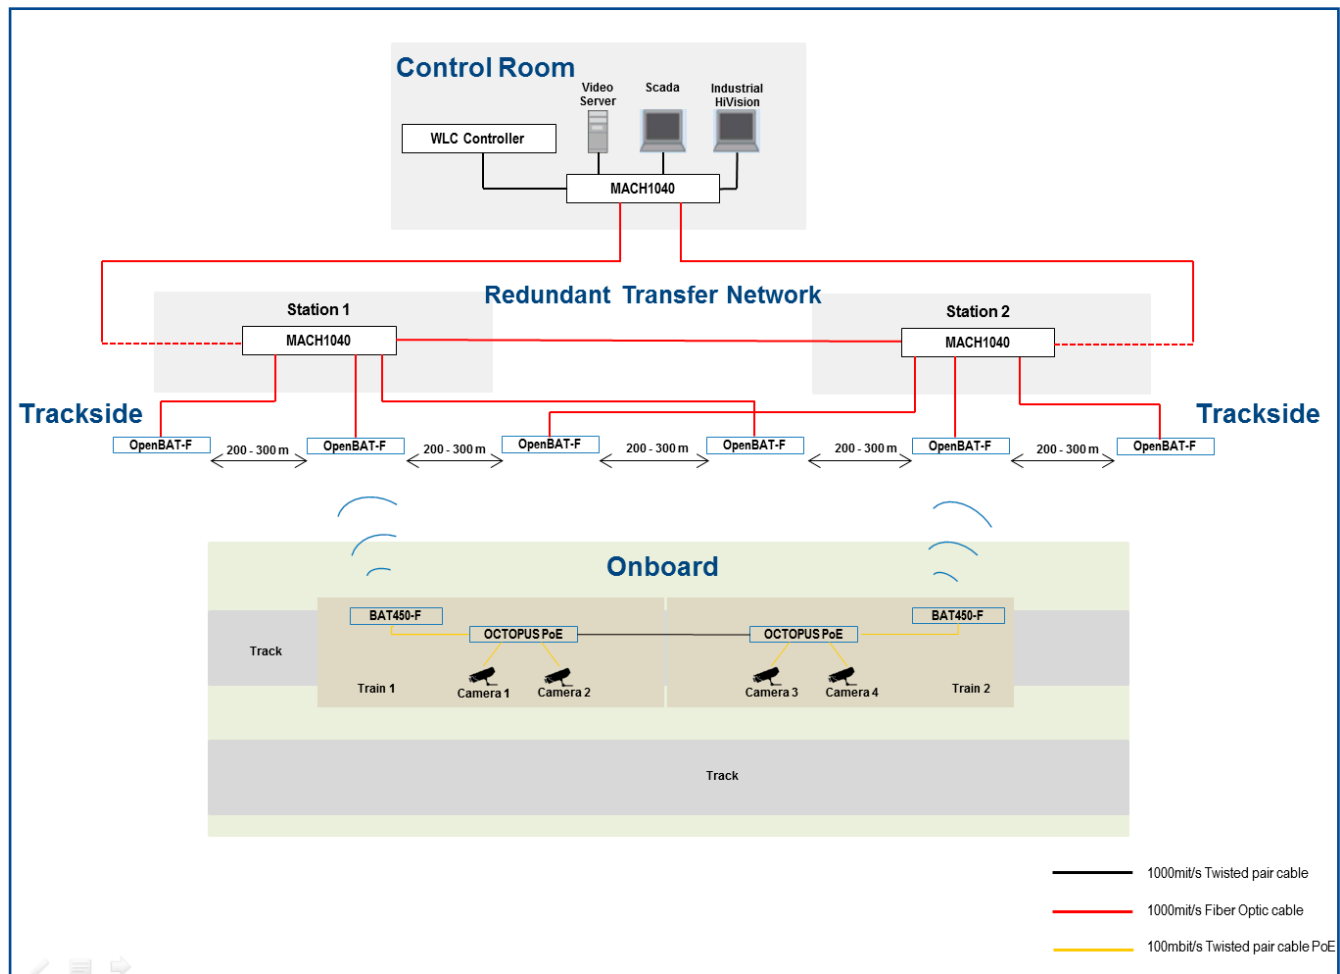 Control Room
Video
Server
Scada
Industrial
HiVision
WLC Controller
MACH1040
Redundant Transfer Network
Station 1
MACH1040
Station 2
MACH1040
Trackside
Trackside
OpenBAT-F
200 - 300 m
OpenBAT-F
200 - 300 m
OpenBAT-F
200 - 300 m
OpenBAT-F
200 - 300 m
OpenBAT-F
200 - 300 m
OpenBAT-F
Onboard
BAT450-F
BAT450-F
OCTOPUS PoE
OCTOPUS PoE
Track
Train 1
Camera 1
Camera 2
Camera 3
Camera 4
Train 2
Track
1000mit/s Twisted pair cable
1000mit/s Fiber Optic cable
100mbit/s Twisted pair cable PoE